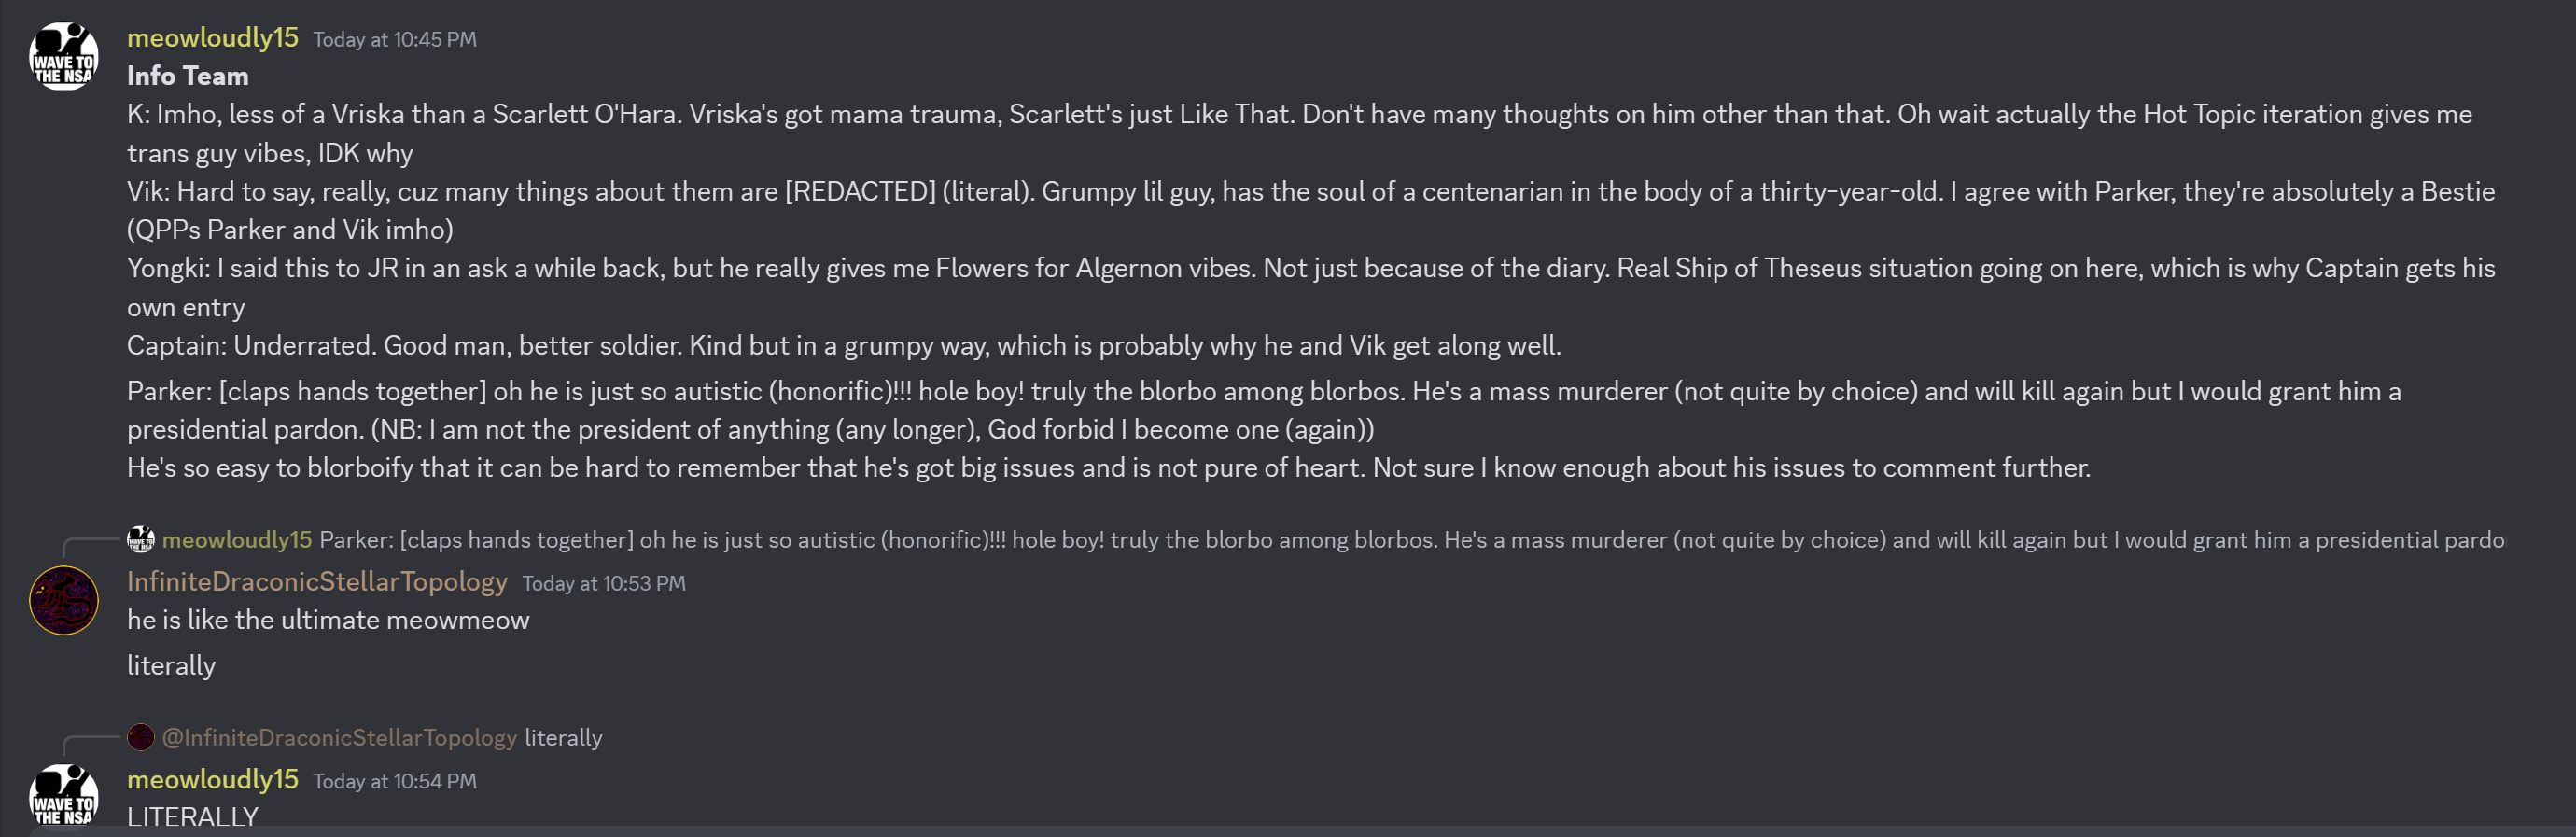 meowloudly15 Today at 10:45 PM
WAVE TO
THE NSA
Info Team
K: Imho, less of a Vriska than a Scarlett O'Hara. Vriska's got mama trauma, Scarlett's just Like That. Don't have many thoughts on him other than that. Oh wait actually the Hot Topic iteration gives me
trans guy vibes, IDK why
Vik: Hard to say, really, cuz many things about them are [REDACTED] (literal). Grumpy lil guy, has the soul of a centenarian in the body of a thirty-year-old. I agree with Parker, they're absolutely a Bestie
(QPPs Parker and Vik imho)
Yongki: I said this to JR in an ask a while back, but he really gives me Flowers for Algernon vibes. Not just because of the diary. Real Ship of Theseus situation going on here, which is why Captain gets his
own entry
Captain: Underrated. Good man, better soldier. Kind but in a grumpy way, which is probably why he and Vik get along well.
Parker: [claps hands together] oh he is just so autistic (honorific)!!! hole boy! truly the blorbo among blorbos. He's a mass murderer (not quite by choice) and will kill again but I would grant him a
presidential pardon. (NB: I am not the president of anything (any longer), God forbid I become one (again))
He's so easy to blorboify that it can be hard to remember that he's got big issues and is not pure of heart. Not sure I know enough about his issues to comment further.
meowloudly15 Parker: [claps hands together] oh he is just so autistic (honorific)!!! hole boy! truly the blorbo among blorbos. He's a mass murderer (not quite by choice) and will kill again but I would grant him a presidential pardo
InfiniteDraconicStellarTopology Today at 10:53 PM
he is like the ultimate meowmeow
literally
@InfiniteDraconicStellarTopology literally
meowloudly15 Today at 10:54 PM
WAVE TO
THE NSA
LITERALLY